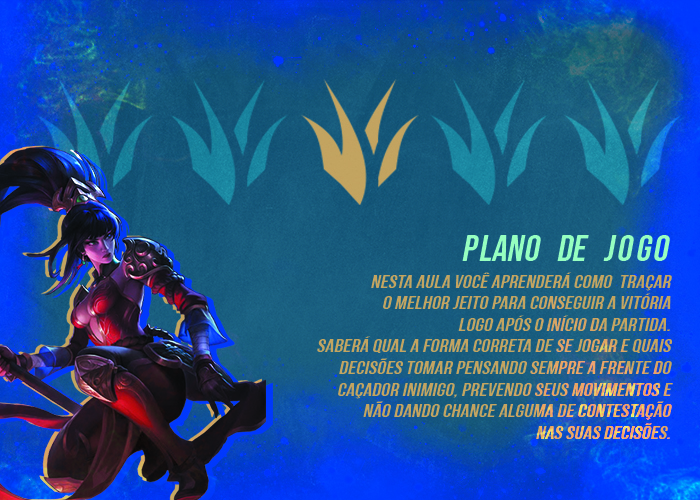 PLANO DE JOGO
NESTA AULA VOCÊ APRENDERÁ COMO TRAÇAR
O MELHOR JEITO PARA CONSEGUIR A VITÓRIA
LOGO APÓS O INÍCIO DA PARTIDA.
SABERÁ QUAL A FORMA CORRETA DE SE JOGAR E QUAIS
DECISÕES TOMAR PENSANDO SEMPRE A FRENTE DO
CAÇADOR INIMIGO, PREVENDO SEUS MOVIMENTOS E
NÃO DANDO CHANCE ALGUMA DE CONTESTAÇÃO
NAS SUAS DECISÕES.